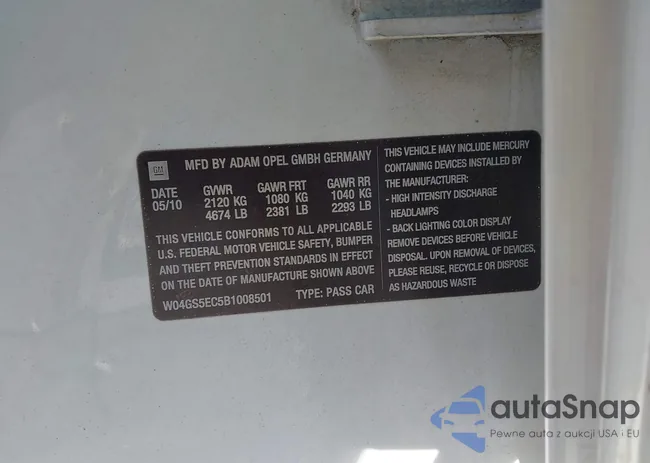 GM
MFD BY ADAM OPEL GMBH GERMANY
DATE GVWR GAWR FRT GAWR RR
05/10 2120 KG 1080 KG 1040 KG
4674 LB 2381 LB 2293 LB
THIS VEHICLE CONFORMS TO ALL APPLICABLE
U.S. FEDERAL MOTOR VEHICLE SAFETY, BUMPER
AND THEFT PREVENTION STANDARDS IN EFFECT
ON THE DATE OF MANUFACTURE SHOWN ABOVE
W04GS5EC5B1008501 TYPE: PASS CAR
THIS VEHICLE MAY INCLUDE MERCURY
CONTAINING DEVICES INSTALLED BY
THE MANUFACTURER:
- HIGH INTENSITY DISCHARGE
HEADLAMPS
- BACK LIGHTING COLOR DISPLAY
REMOVE DEVICES BEFORE VEHICLE
DISPOSAL. UPON REMOVAL OF DEVICES,
PLEASE REUSE, RECYCLE OR DISPOSE
AS HAZARDOUS WASTE
autaSnap
Pewne auta z aukcji USA i EU